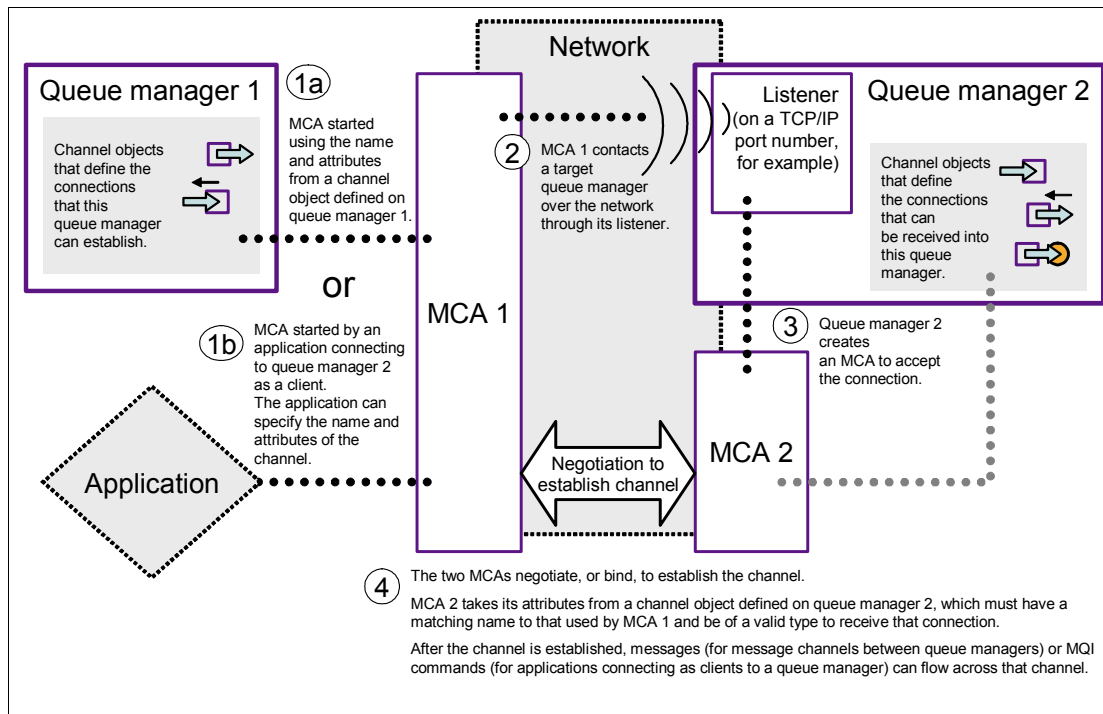 Network
Queue manager 1
Channel objects
that define the
connections
that this
queue manager
can establish.
1a
MCA started
using the name
and attributes
from a channel
object defined on
queue manager 1.
or
1b
MCA started by an
application connecting
to queue manager 2
as a client.
The application can
specify the name and
attributes of the
channel.
Application
MCA 1
2
MCA 1 contacts
a target
queue manager
over the network
through its listener.
Listener
(on a TCP/IP
port number,
for example)
Queue manager 2
Channel objects
that define
the connections
that can
be received into
this queue
manager.
3
Queue manager 2
creates
an MCA to accept
the connection.
MCA 2
Negotiation to
establish channel
4
The two MCAs negotiate, or bind, to establish the channel.
MCA 2 takes its attributes from a channel object defined on queue manager 2, which must have a
matching name to that used by MCA 1 and be of a valid type to receive that connection.
After the channel is established, messages (for message channels between queue managers) or MQI
commands (for applications connecting as clients to a queue manager) can flow across that channel.